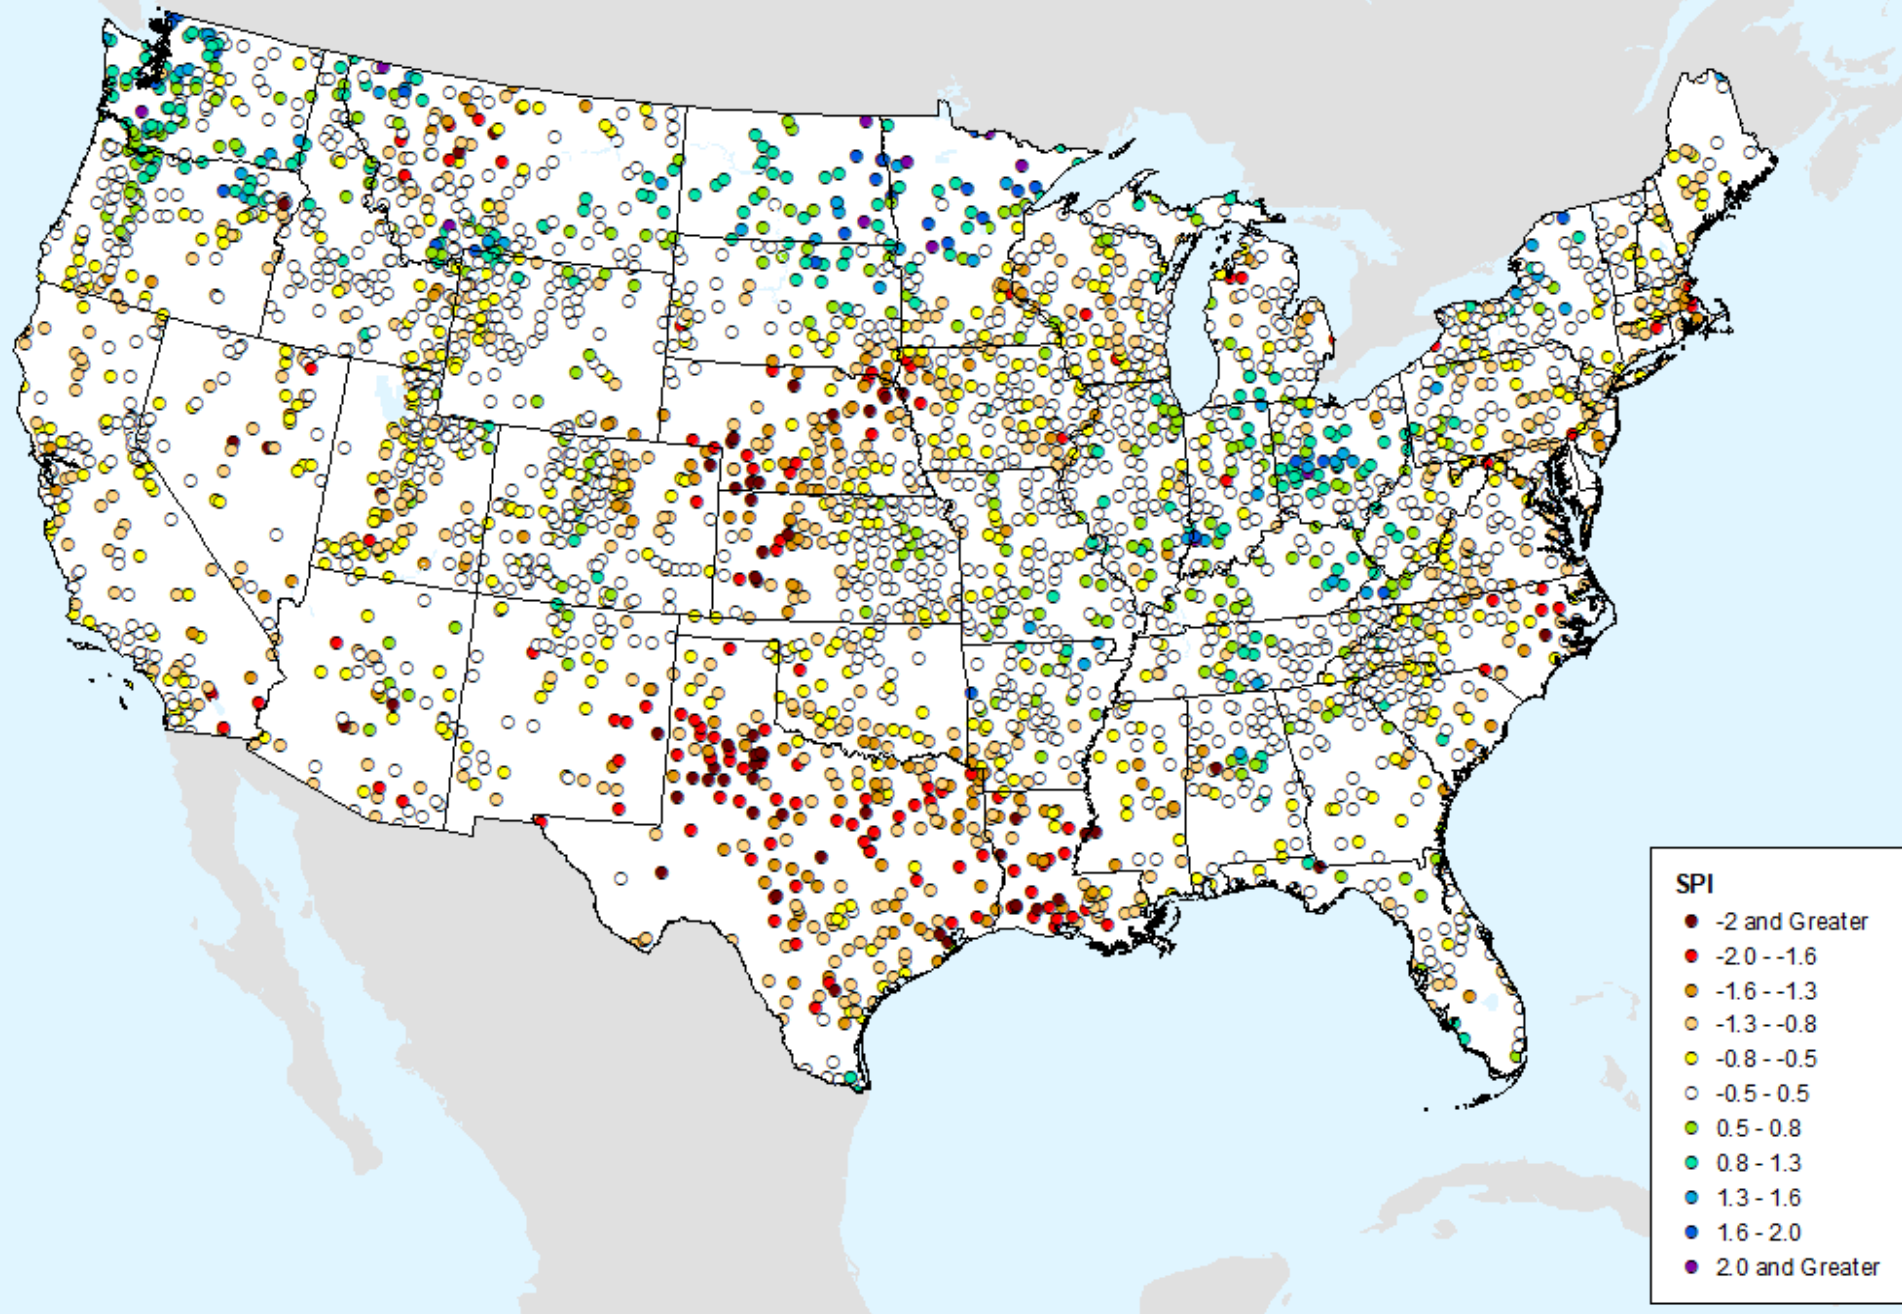 SPI
-2 and Greater
-2.0 - -1.6
-1.6 - -1.3
-1.3 - -0.8
-0.8 - -0.5
-0.5 - 0.5
0.5 - 0.8
0.8 - 1.3
1.3 - 1.6
1.6 - 2.0
2.0 and Greater